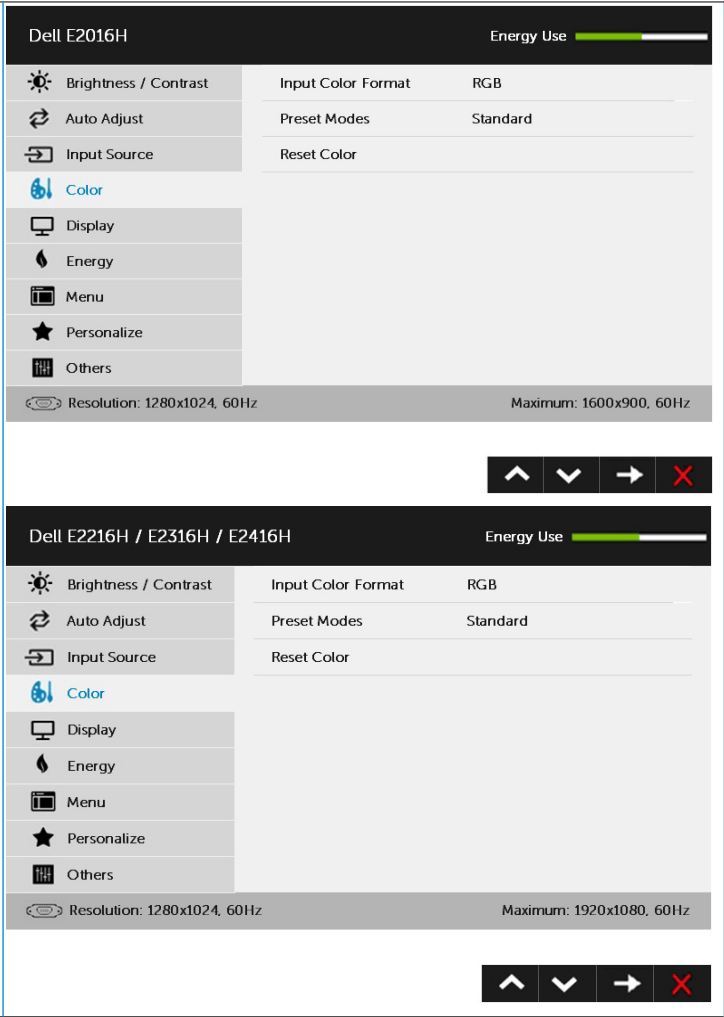 Dell E2016H Energy Use
Brightness / Contrast Input Color Format RGB
Auto Adjust Preset Modes Standard
Input Source Reset Color
Color
Display
Energy
Menu
Personalize
Others
Resolution: 1280x1024, 60Hz Maximum: 1600x900, 60Hz
Dell E2216H / E2316H / E2416H Energy Use
Brightness / Contrast Input Color Format RGB
Auto Adjust Preset Modes Standard
Input Source Reset Color
Color
Display
Energy
Menu
Personalize
Others
Resolution: 1280x1024, 60Hz Maximum: 1920x1080, 60Hz